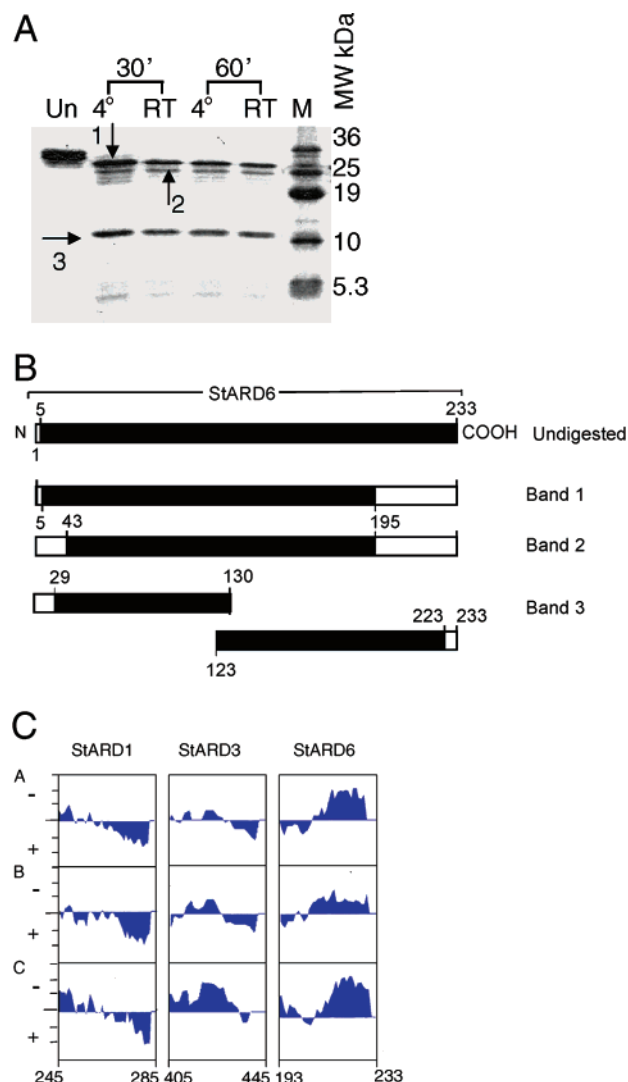 A
MW kDa
30’ 60’
Un 4° RT 4° RT M
1
2
3
36
25
19
10
5.3
B
StARD6
5 233
N COOH Undigested
1
Band 1
5 43 195
Band 2
29 130
223 233 Band 3
123
C
StARD1 StARD3 StARD6
A
-
+
B
-
+
C
-
+
245 285 405 445 193 233